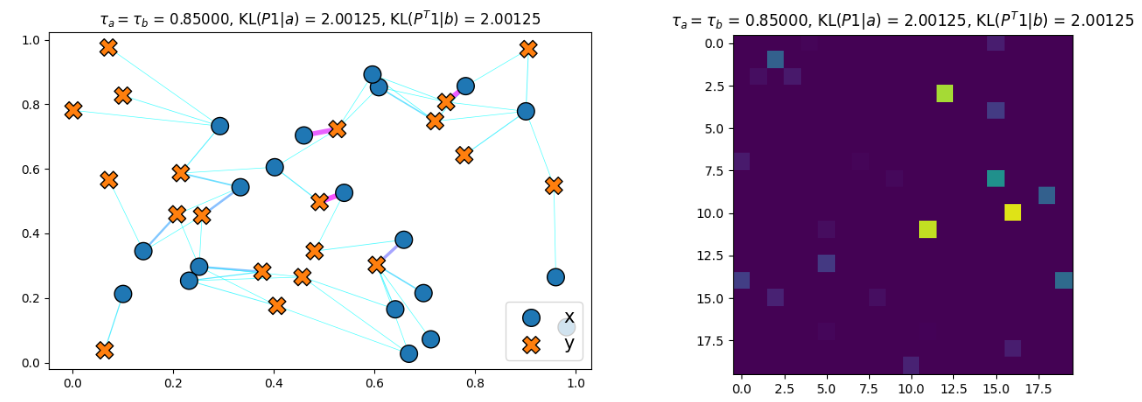 τₐ = τ_b = 0.85000, KL(P1|a) = 2.00125, KL(Pᵀ1|b) = 2.00125
1.0
0.8
0.6
0.4
0.2
0.0
0.0 0.2 0.4 0.6 0.8 1.0
x
y
τₐ = τ_b = 0.85000, KL(P1|a) = 2.00125, KL(Pᵀ1|b) = 2.00125
0.0
2.5
5.0
7.5
10.0
12.5
15.0
17.5
0.0 2.5 5.0 7.5 10.0 12.5 15.0 17.5